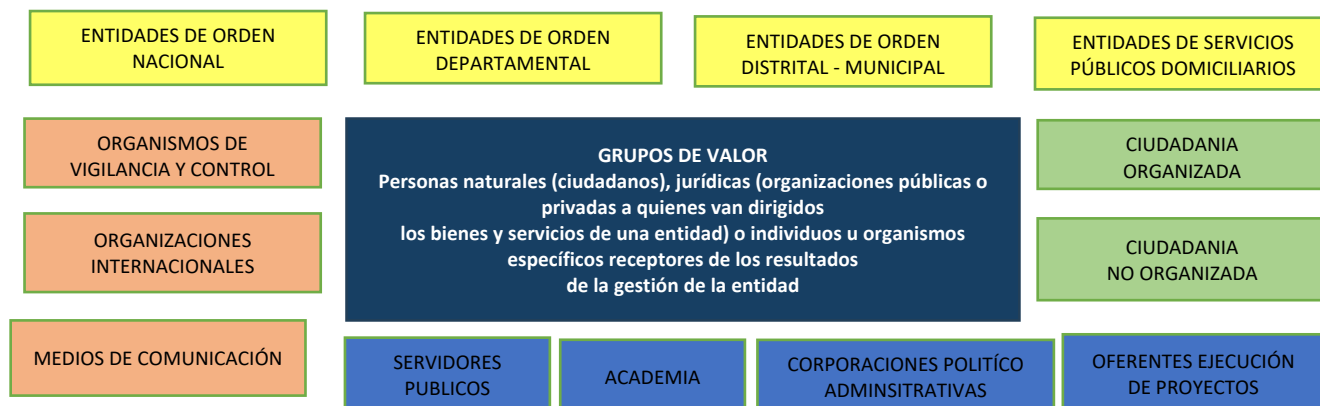 ENTIDADES DE ORDEN
NACIONAL
ENTIDADES DE ORDEN
DEPARTAMENTAL
ENTIDADES DE ORDEN
DISTRITAL - MUNICIPAL
ENTIDADES DE SERVICIOS
PÚBLICOS DOMICILIARIOS
ORGANISMOS DE
VIGILANCIA Y CONTROL
ORGANIZACIONES
INTERNACIONALES
MEDIOS DE COMUNICACIÓN
GRUPOS DE VALOR
Personas naturales (ciudadanos), jurídicas (organizaciones públicas o
privadas a quienes van dirigidos
los bienes y servicios de una entidad) o individuos u organismos
específicos receptores de los resultados
de la gestión de la entidad
CIUDADANIA
ORGANIZADA
CIUDADANIA
NO ORGANIZADA
SERVIDORES
PUBLICOS
ACADEMIA
CORPORACIONES POLITÍCO
ADMINSITRATIVAS
OFERENTES EJECUCIÓN
DE PROYECTOS